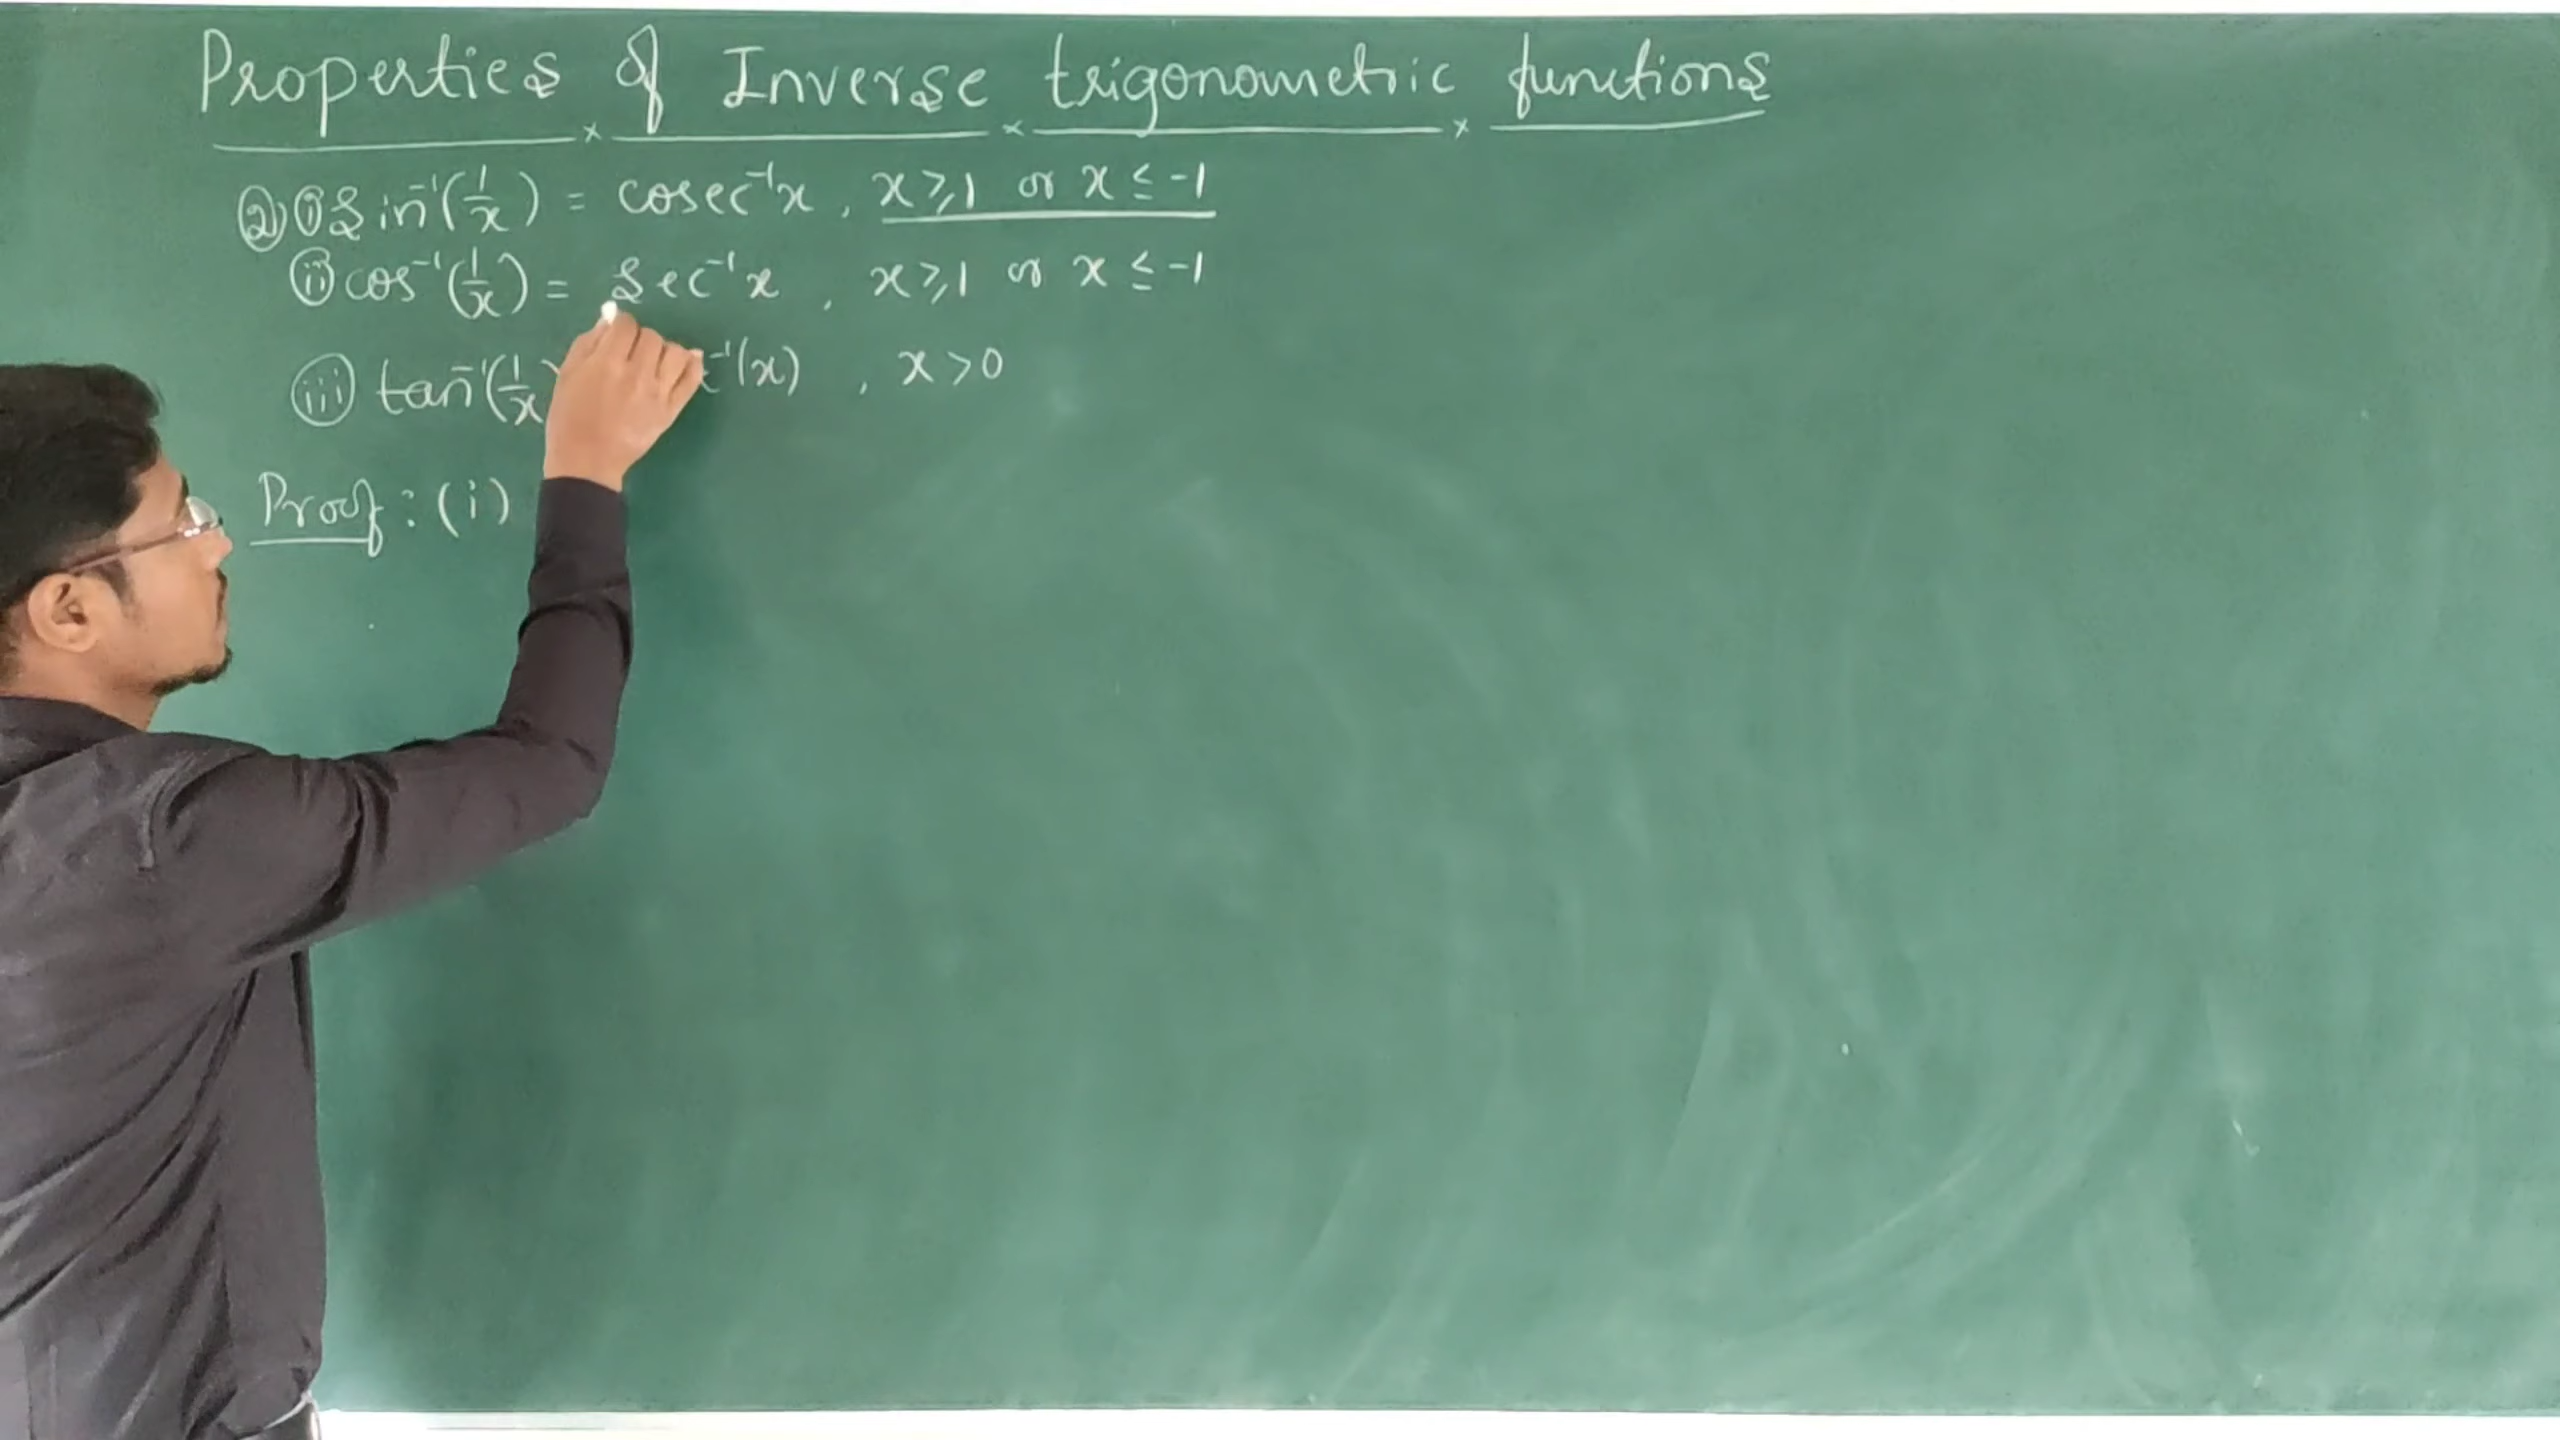 Properties of Inverse trigonometric functions
② ⓘ Sin⁻¹(1/x) = cosec⁻¹x , x ≥ 1 or x ≤ -1
ⓘⓘ cos⁻¹(1/x) = Sec⁻¹x , x ≥ 1 or x ≤ -1
ⓘⓘⓘ tan⁻¹(1/x) ⁻¹(x) , x > 0
Proof : (i)